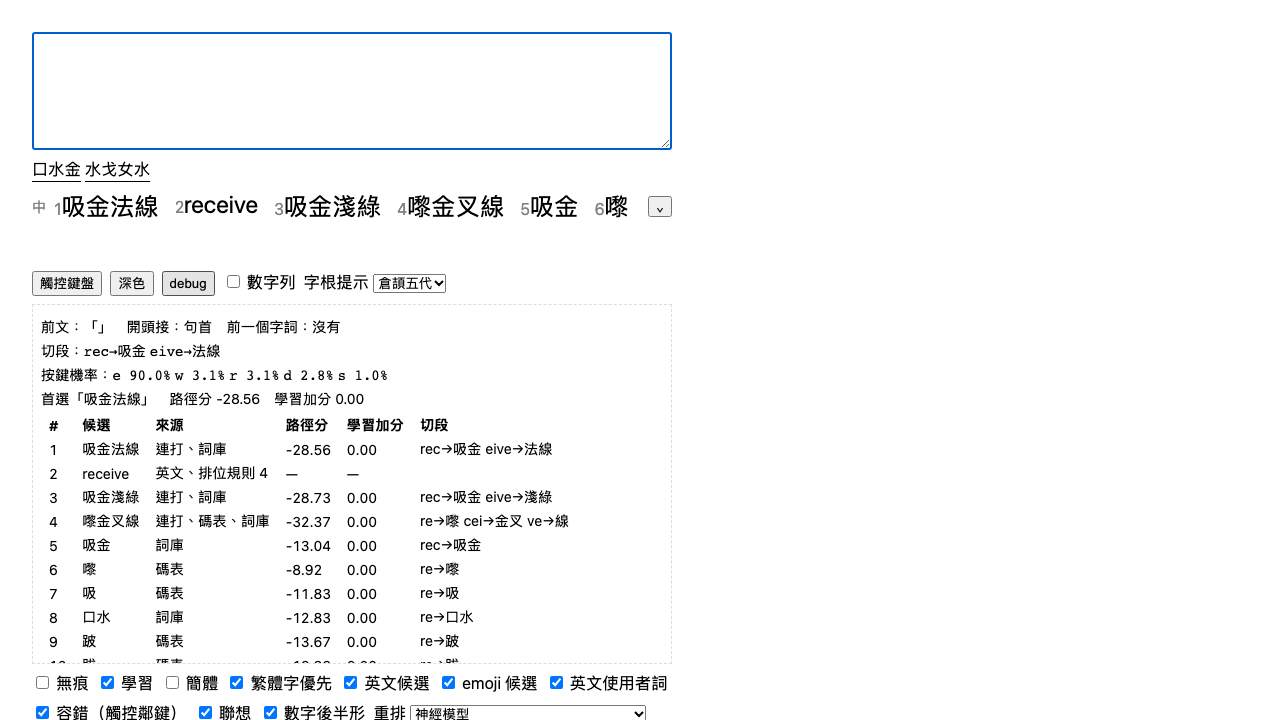 口水金 水戈女水
中 1吸金法線 2receive 3吸金淺綠 4嚟金叉線 5吸金 6嚟 ⌄
觸控鍵盤 深色 debug 數字列 字根提示 倉頡五代
前文：「」 開頭接：句首 前一個字詞：沒有
切段：rec→吸金 eive→法線
按鍵機率：e 90.0% w 3.1% r 3.1% d 2.8% s 1.0%
首選「吸金法線」 路徑分 -28.56 學習加分 0.00
# 候選 來源 路徑分 學習加分 切段
1 吸金法線 連打、詞庫 -28.56 0.00 rec→吸金 eive→法線
2 receive 英文、排位規則 4 — —
3 吸金淺綠 連打、詞庫 -28.73 0.00 rec→吸金 eive→淺綠
4 嚟金叉線 連打、碼表、詞庫 -32.37 0.00 re→嚟 cei→金叉 ve→線
5 吸金 詞庫 -13.04 0.00 rec→吸金
6 嚟 碼表 -8.92 0.00 re→嚟
7 吸 碼表 -11.83 0.00 re→吸
8 口水 詞庫 -12.83 0.00 re→口水
9 跛 碼表 -13.67 0.00 re→跛
無痕 學習 簡體 繁體字優先 英文候選 emoji 候選 英文使用者詞
容錯（觸控鄰鍵） 聯想 數字後半形 重排 神經模型